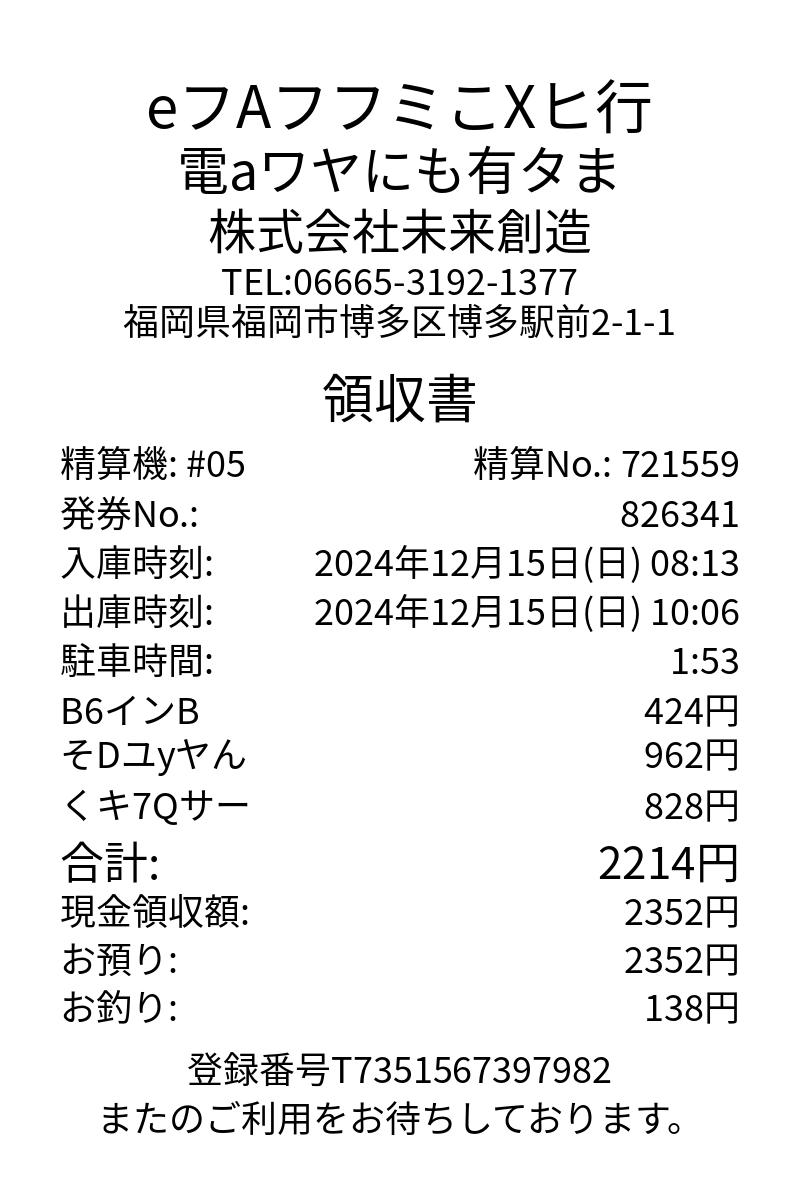 eフAフフミこXヒ行
電aワヤにも有タま
株式会社未来創造
TEL:06665-3192-1377
福岡県福岡市博多区博多駅前2-1-1
領収書
精算機: #05 精算No.: 721559
発券No.: 826341
入庫時刻: 2024年12月15日(日) 08:13
出庫時刻: 2024年12月15日(日) 10:06
駐車時間: 1:53
B6インB 424円
そDユyヤん 962円
くキ7Qサー 828円
合計: 2214円
現金領収額: 2352円
お預り: 2352円
お釣り: 138円
登録番号T7351567397982
またのご利用をお待ちしております。